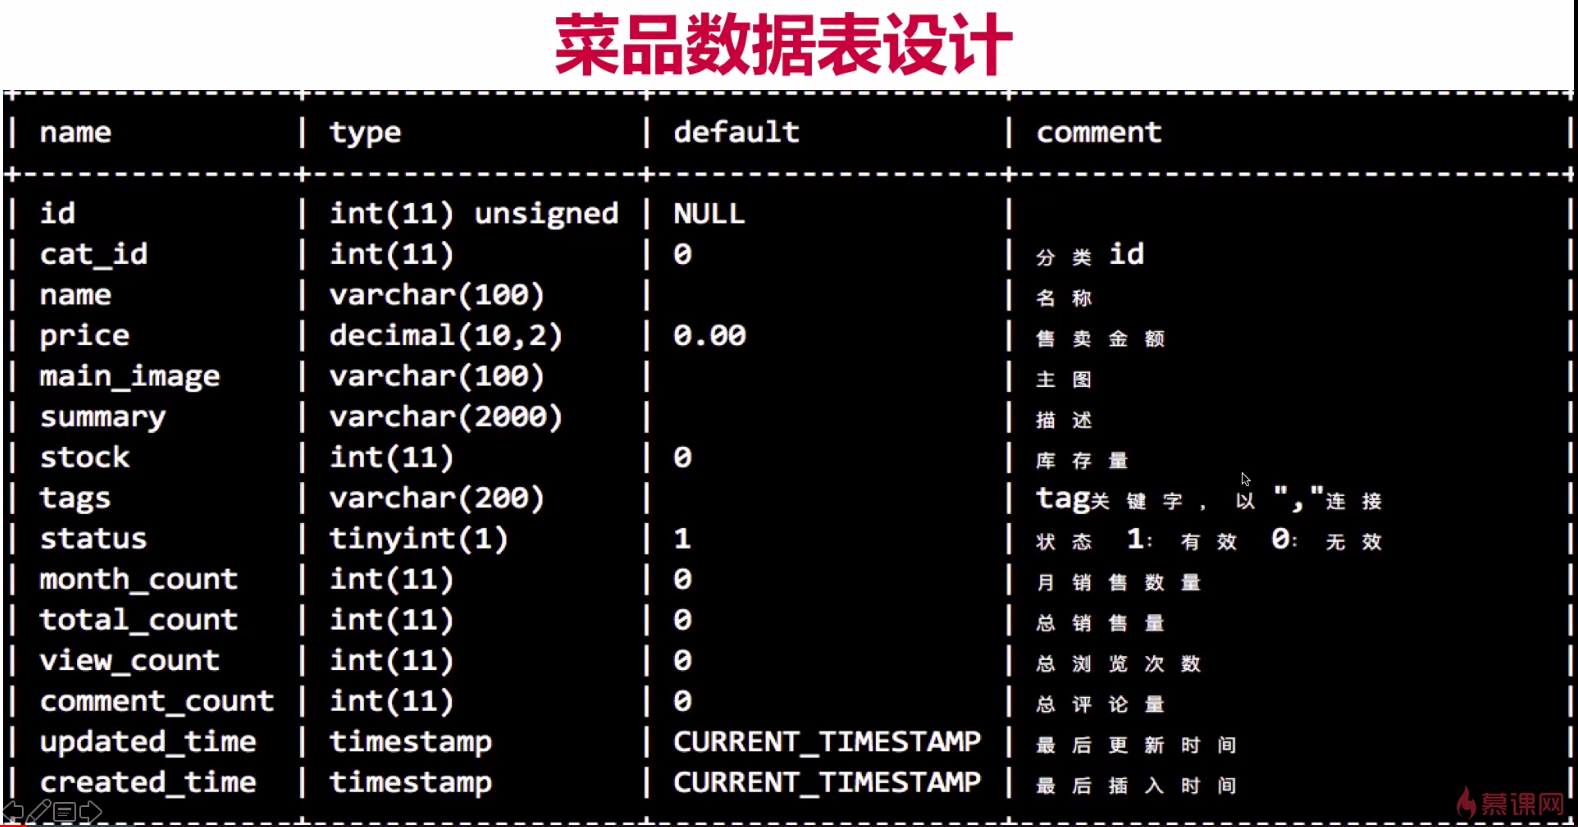 菜品数据表设计
+----------------+------------------+-------------------+------------------------------+
| name | type | default | comment |
+----------------+------------------+-------------------+------------------------------+
| id | int(11) unsigned | NULL | |
| cat_id | int(11) | 0 | 分类id |
| name | varchar(100) | | 名称 |
| price | decimal(10,2) | 0.00 | 售卖金额 |
| main_image | varchar(100) | | 主图 |
| summary | varchar(2000) | | 描述 |
| stock | int(11) | 0 | 库存量 |
| tags | varchar(200) | | tag关键字，以","连接 |
| status | tinyint(1) | 1 | 状态 1：有效 0：无效 |
| month_count | int(11) | 0 | 月销售数量 |
| total_count | int(11) | 0 | 总销售量 |
| view_count | int(11) | 0 | 总浏览次数 |
| comment_count | int(11) | 0 | 总评论量 |
| updated_time | timestamp | CURRENT_TIMESTAMP | 最后更新时间 |
| created_time | timestamp | CURRENT_TIMESTAMP | 最后插入时间 |
+----------------+------------------+-------------------+------------------------------+
慕课网